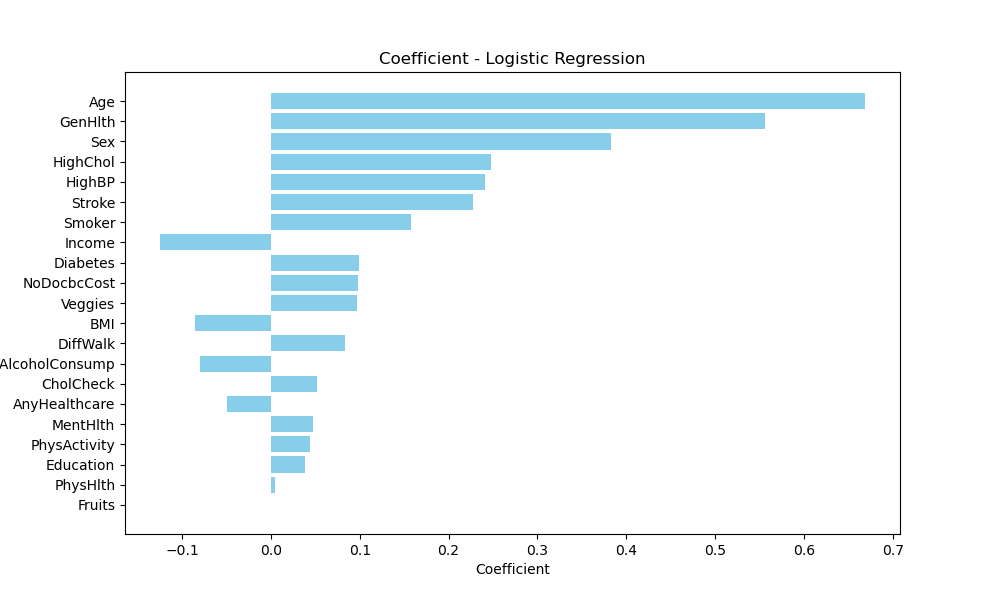 Coefficient - Logistic Regression
Age
GenHlth
Sex
HighChol
HighBP
Stroke
Smoker
Income
Diabetes
NoDocbcCost
Veggies
BMI
DiffWalk
AlcoholConsump
CholCheck
AnyHealthcare
MentHlth
PhysActivity
Education
PhysHlth
Fruits
−0.1 0.0 0.1 0.2 0.3 0.4 0.5 0.6 0.7
Coefficient